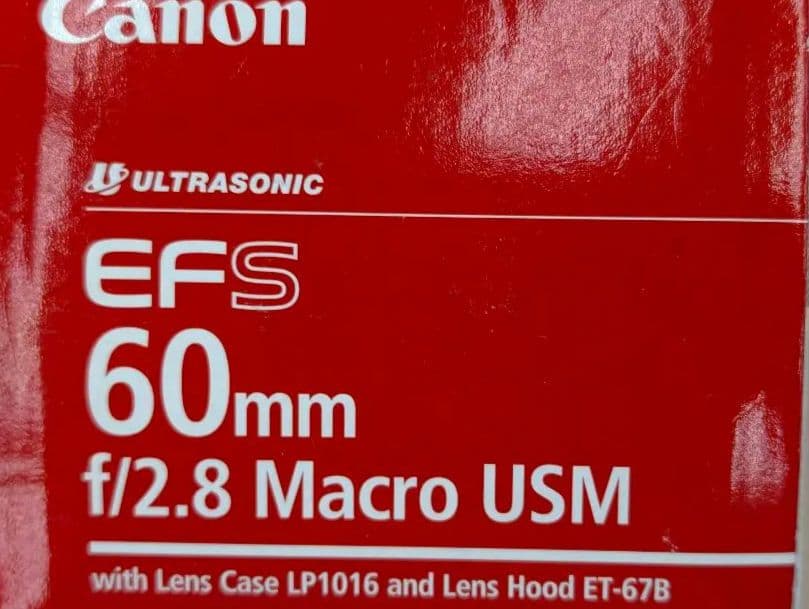 Canon
ULTRASONIC
EFS
60mm
f/2.8 Macro USM
with Lens Case LP1016 and Lens Hood ET-67B